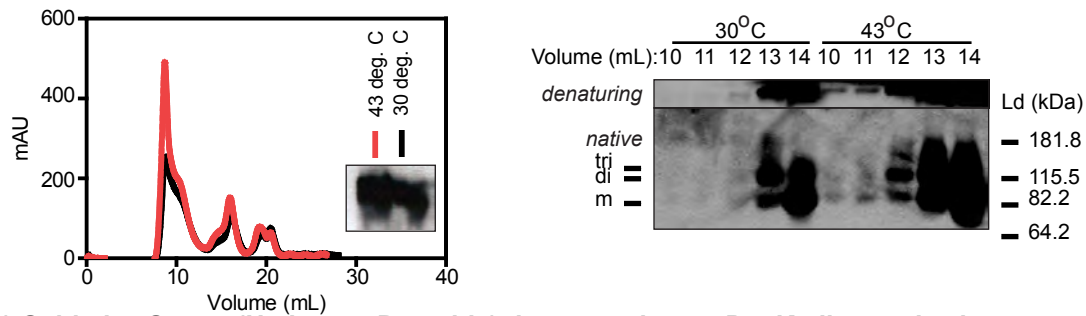 600
400
200
0
mAU
0 10 20 30 40
Volume (mL)
43 deg. C
30 deg. C
30°C 43°C
Volume (mL):10 11 12 13 14 10 11 12 13 14
denaturing
native
tri
di
m
Ld (kDa)
181.8
115.5
82.2
64.2